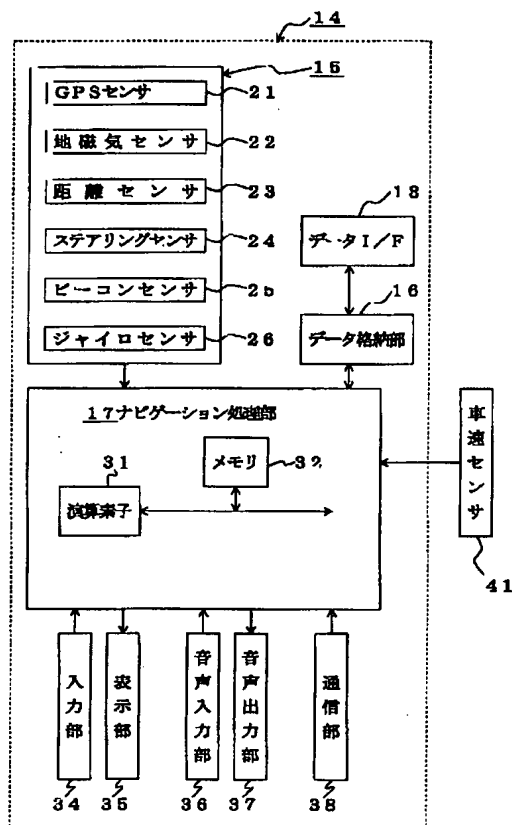 14
15
GPSセンサ 21
地磁気センサ 22
距離センサ 23
ステアリングセンサ 24
ビーコンセンサ 25
ジャイロセンサ 26
18
データI/F
16
データ格納部
17ナビゲーション処理部
31
演算素子
メモリ 32
車速センサ
41
入力部
表示部
音声入力部
音声出力部
通信部
34 35 36 37 38